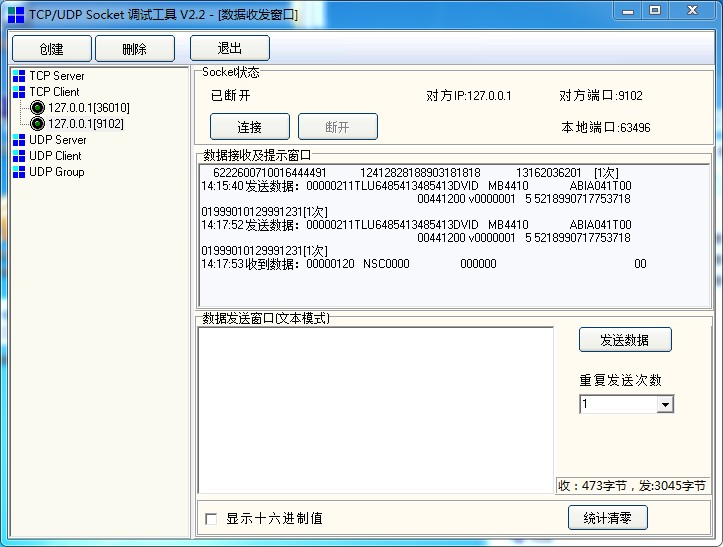 TCP/UDP Socket 调试工具 V2.2 - [数据收发窗口]
创建 删除 退出
TCP Server
TCP Client
127.0.0.1[36010]
127.0.0.1[9102]
UDP Server
UDP Client
UDP Group
Socket状态
已断开 对方IP:127.0.0.1 对方端口:9102
连接 断开 本地端口:63496
数据接收及提示窗口
6222600710016444491 12412828188903181818 13162036201 [1次]
14:15:40发送数据：00000211TLU6485413485413DVID MB4410 ABIA041T00
00441200 v0000001 5 5218990717753718
01999010129991231[1次]
14:17:52发送数据：00000211TLU6485413485413DVID MB4410 ABIA041T00
00441200 v0000001 5 5218990717753718
01999010129991231[1次]
14:17:53收到数据：00000120 NSC0000 000000 00
数据发送窗口(文本模式)
发送数据
重复发送次数
1
收：473字节，发:3045字节
显示十六进制值 统计清零